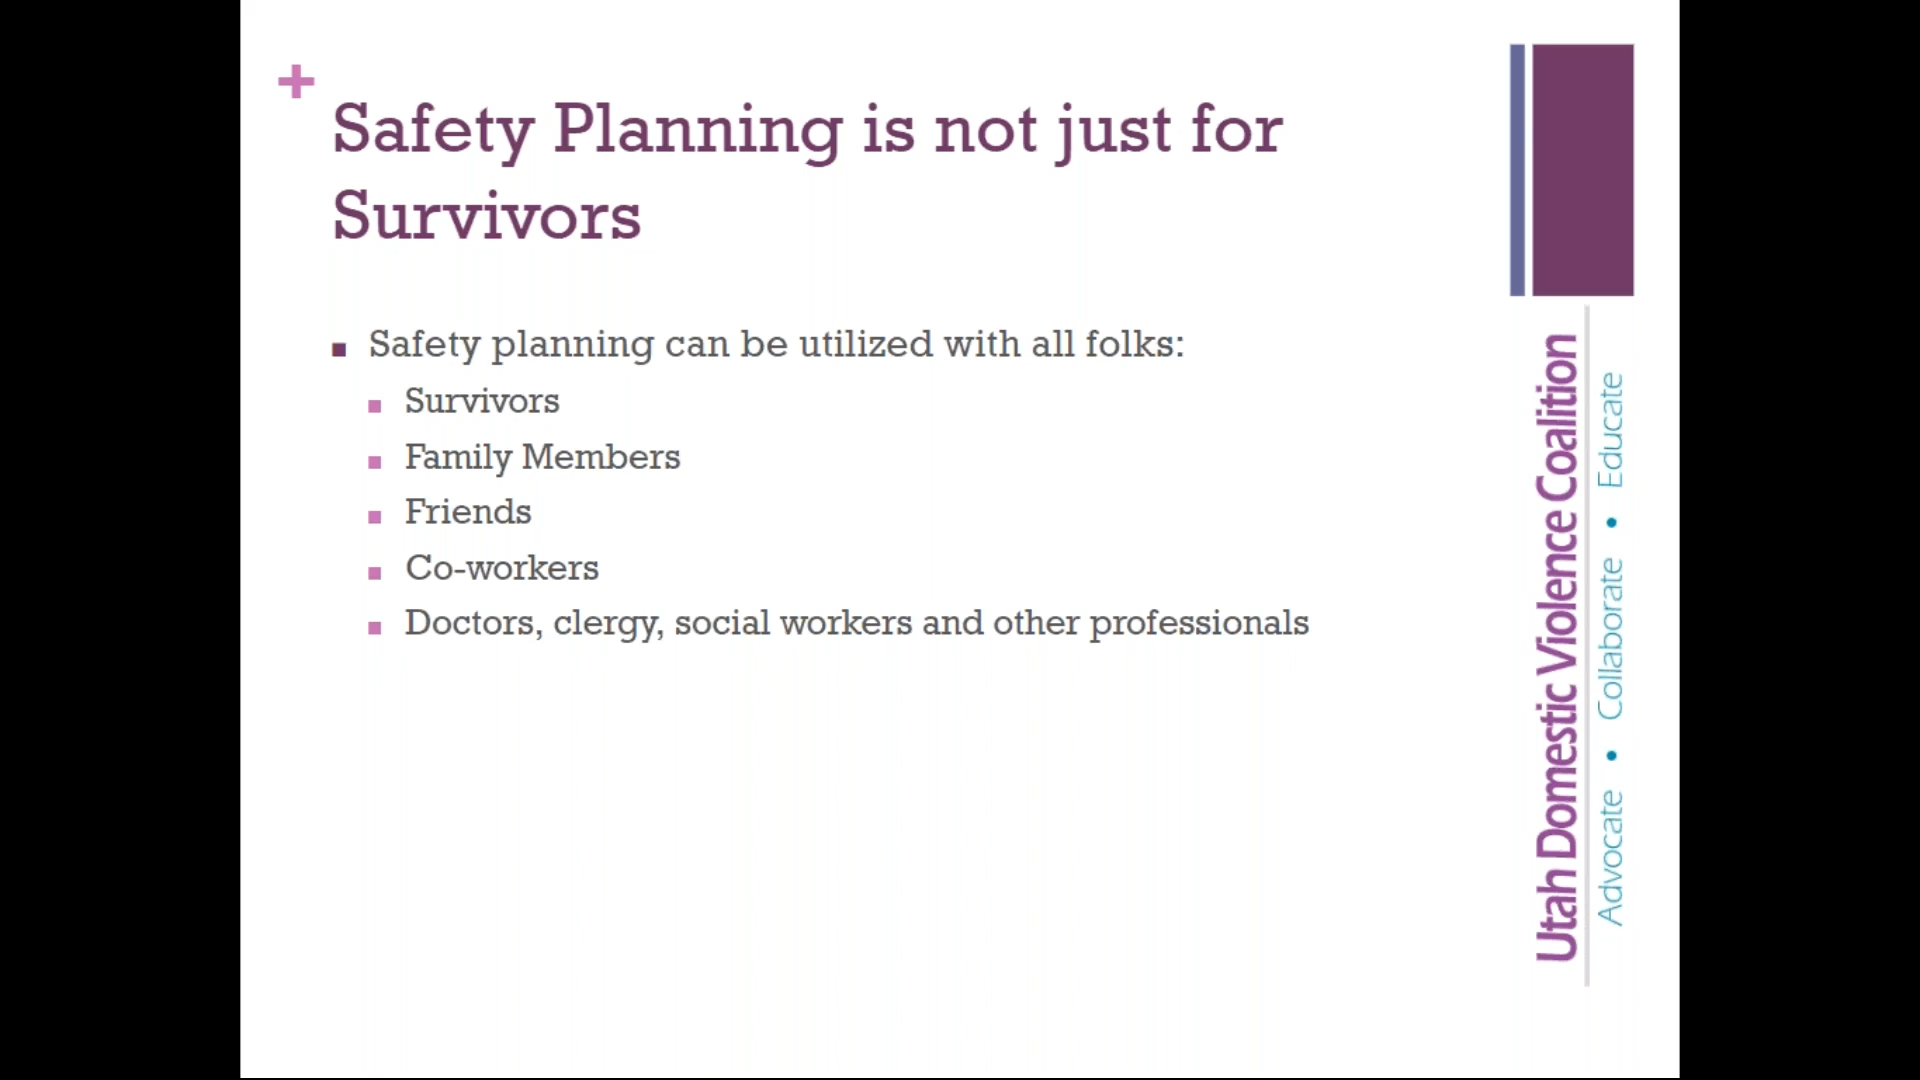 +
Safety Planning is not just for
Survivors
Safety planning can be utilized with all folks:
Survivors
Family Members
Friends
Co-workers
Doctors, clergy, social workers and other professionals
Utah Domestic Violence Coalition
Advocate • Collaborate • Educate